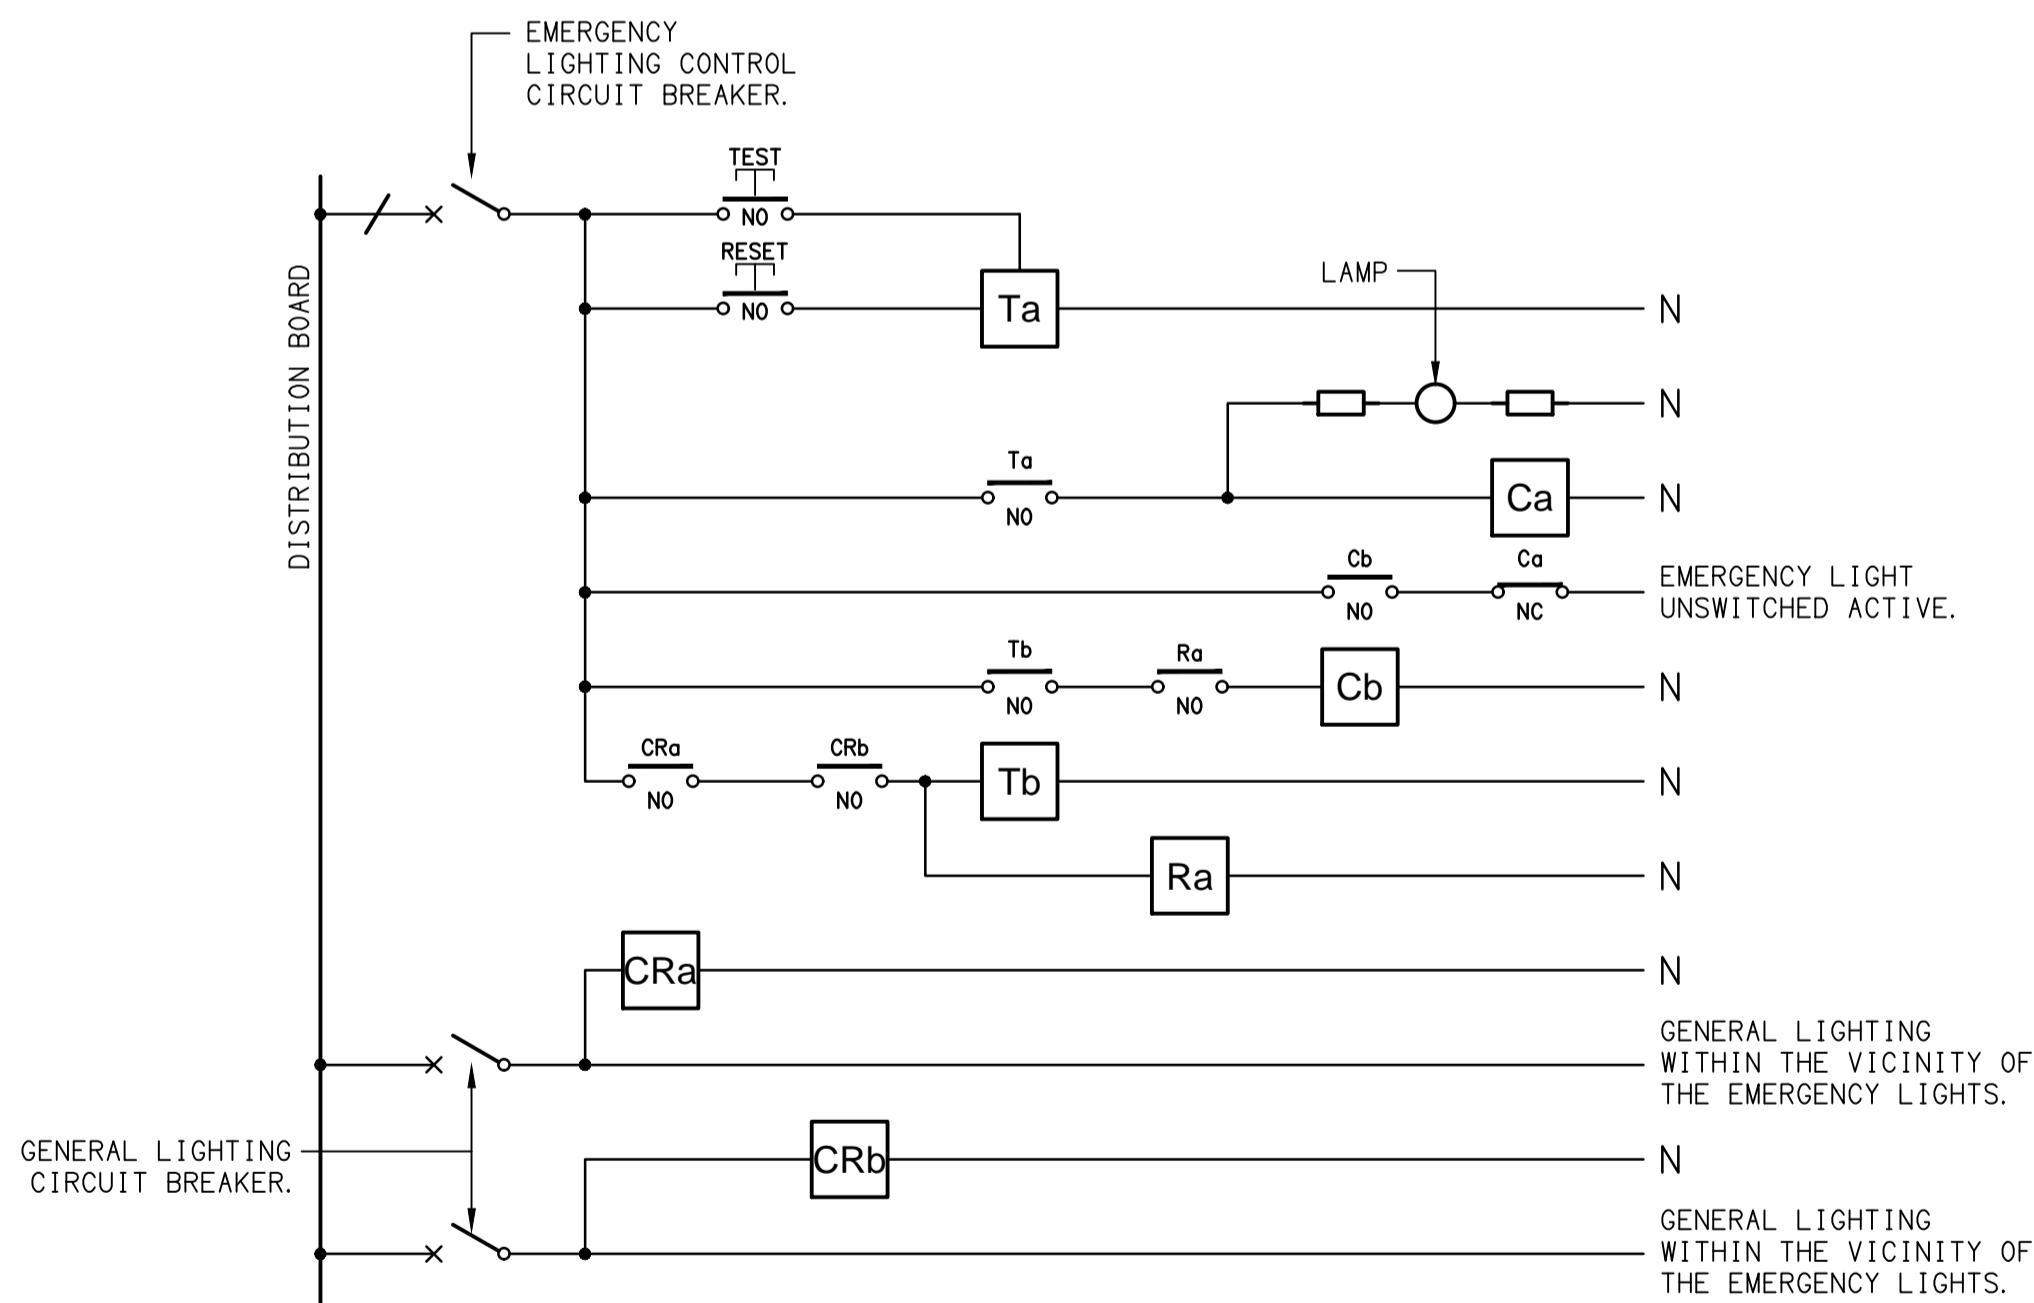 EMERGENCY
LIGHTING CONTROL
CIRCUIT BREAKER.
TEST
NO
RESET
NO
DISTRIBUTION BOARD
Ta
N
LAMP
N
Ta
NO
Ca
N
Cb
NO
Ca
NC
EMERGENCY LIGHT
UNSWITCHED ACTIVE.
Tb
NO
Ra
NO
Cb
N
CRa
NO
CRb
NO
Tb
N
Ra
N
CRa
N
GENERAL LIGHTING
WITHIN THE VICINITY OF
THE EMERGENCY LIGHTS.
GENERAL LIGHTING
CIRCUIT BREAKER.
CRb
N
GENERAL LIGHTING
WITHIN THE VICINITY OF
THE EMERGENCY LIGHTS.